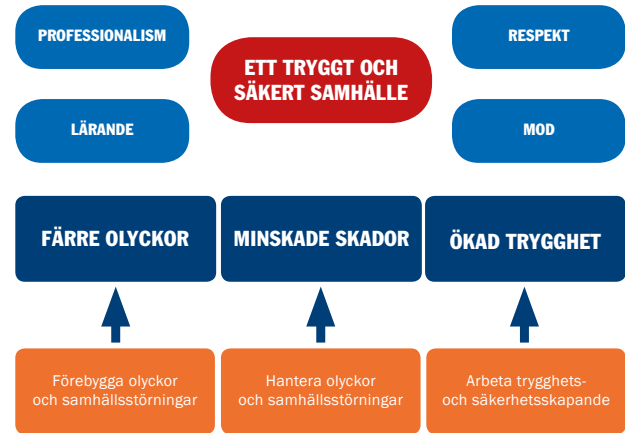 PROFESSIONALISM
ETT TRYGGT OCH
SÄKERT SAMHÄLLE
RESPEKT
LÄRANDE
MOD
FÄRRE OLYCKOR
MINSKADE SKADOR
ÖKAD TRYGGHET
Förebygga olyckor
och samhällsstörningar
Hantera olyckor
och samhällsstörningar
Arbeta trygghets-
och säkerhetsskapande